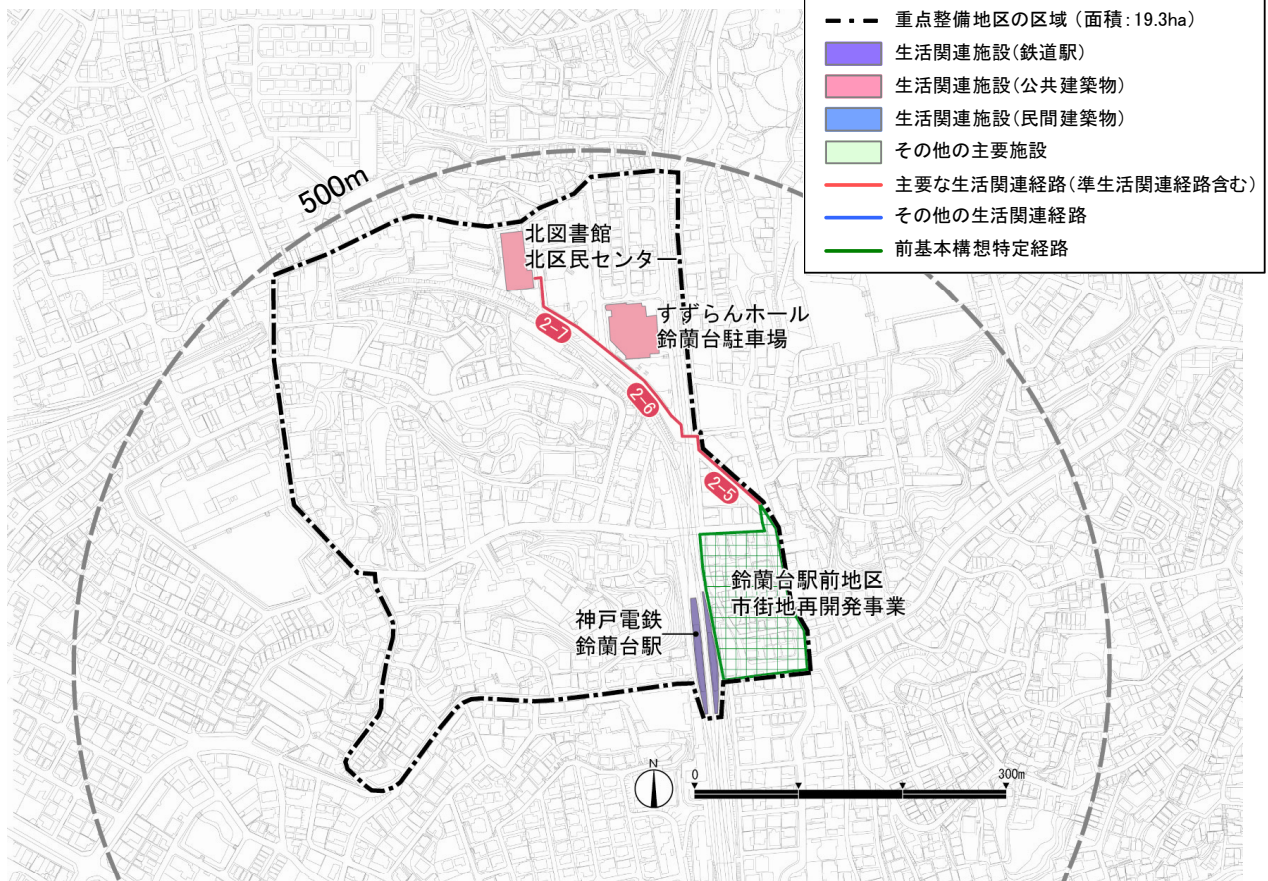 重点整備地区の区域（面積：19.3ha）
生活関連施設（鉄道駅）
生活関連施設（公共建築物）
生活関連施設（民間建築物）
その他の主要施設
主要な生活関連経路（準生活関連経路含む）
その他の生活関連経路
前基本構想特定経路
500m
北図書館
北区民センター
すずらんホール
鈴蘭台駐車場
2-7
2-6
2-5
鈴蘭台駅前地区
市街地再開発事業
神戸電鉄
鈴蘭台駅
N
0
300m